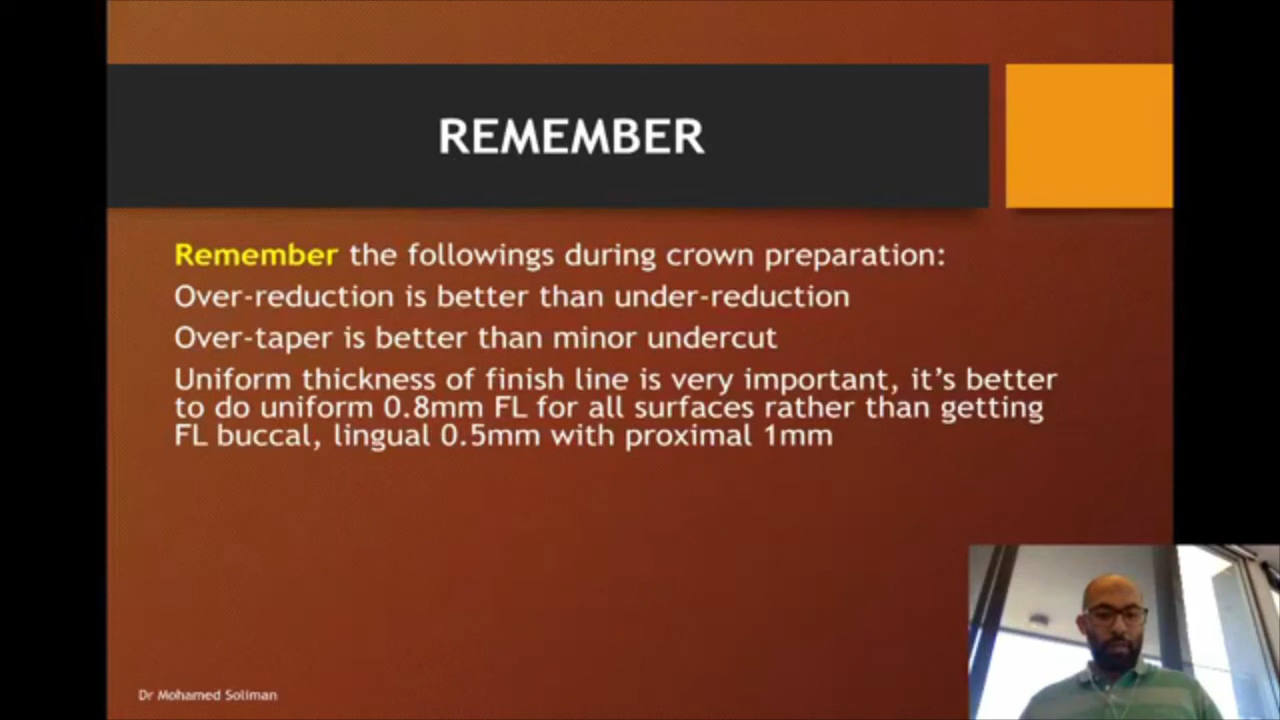 REMEMBER
Remember the followings during crown preparation:
Over-reduction is better than under-reduction
Over-taper is better than minor undercut
Uniform thickness of finish line is very important, it’s better
to do uniform 0.8mm FL for all surfaces rather than getting
FL buccal, lingual 0.5mm with proximal 1mm
Dr Mohamed Soliman